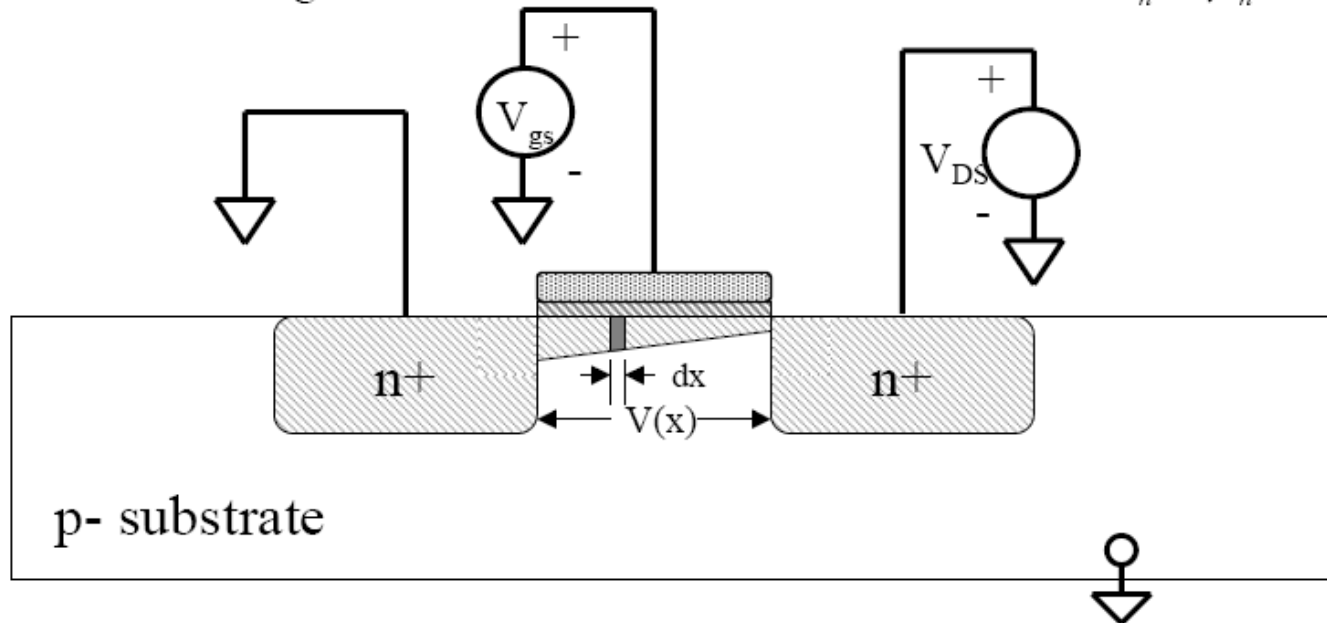 +
V
gs
-
+
V
DS
-
n+
n+
dx
V(x)
p- substrate